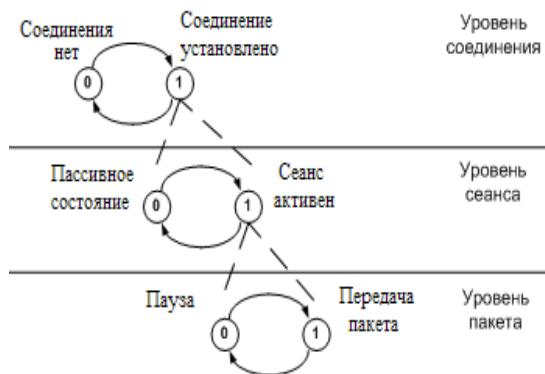 Соединения
нет
Соединение
установлено
Уровень
соединения
0
1
Пассивное
состояние
Сеанс
активен
Уровень
сеанса
0
1
Пауза
Передача
пакета
Уровень
пакета
0
1